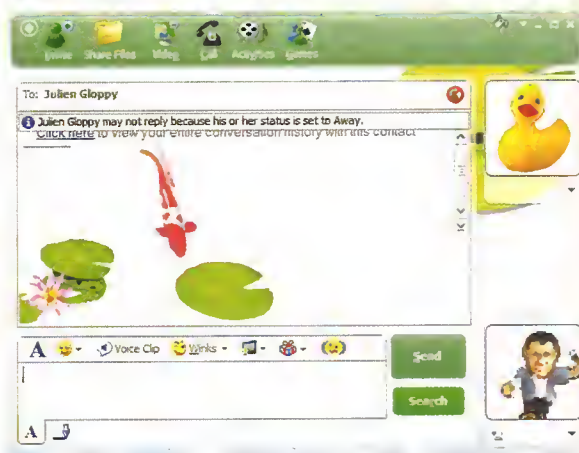 Invite Share Files Video Call Activities Games
To: Julien Gloppy
Julien Gloppy may not reply because his or her status is set to Away.
Click here to view your entire conversation history with this contact
A Voice Clip Winks
Send
Search
A